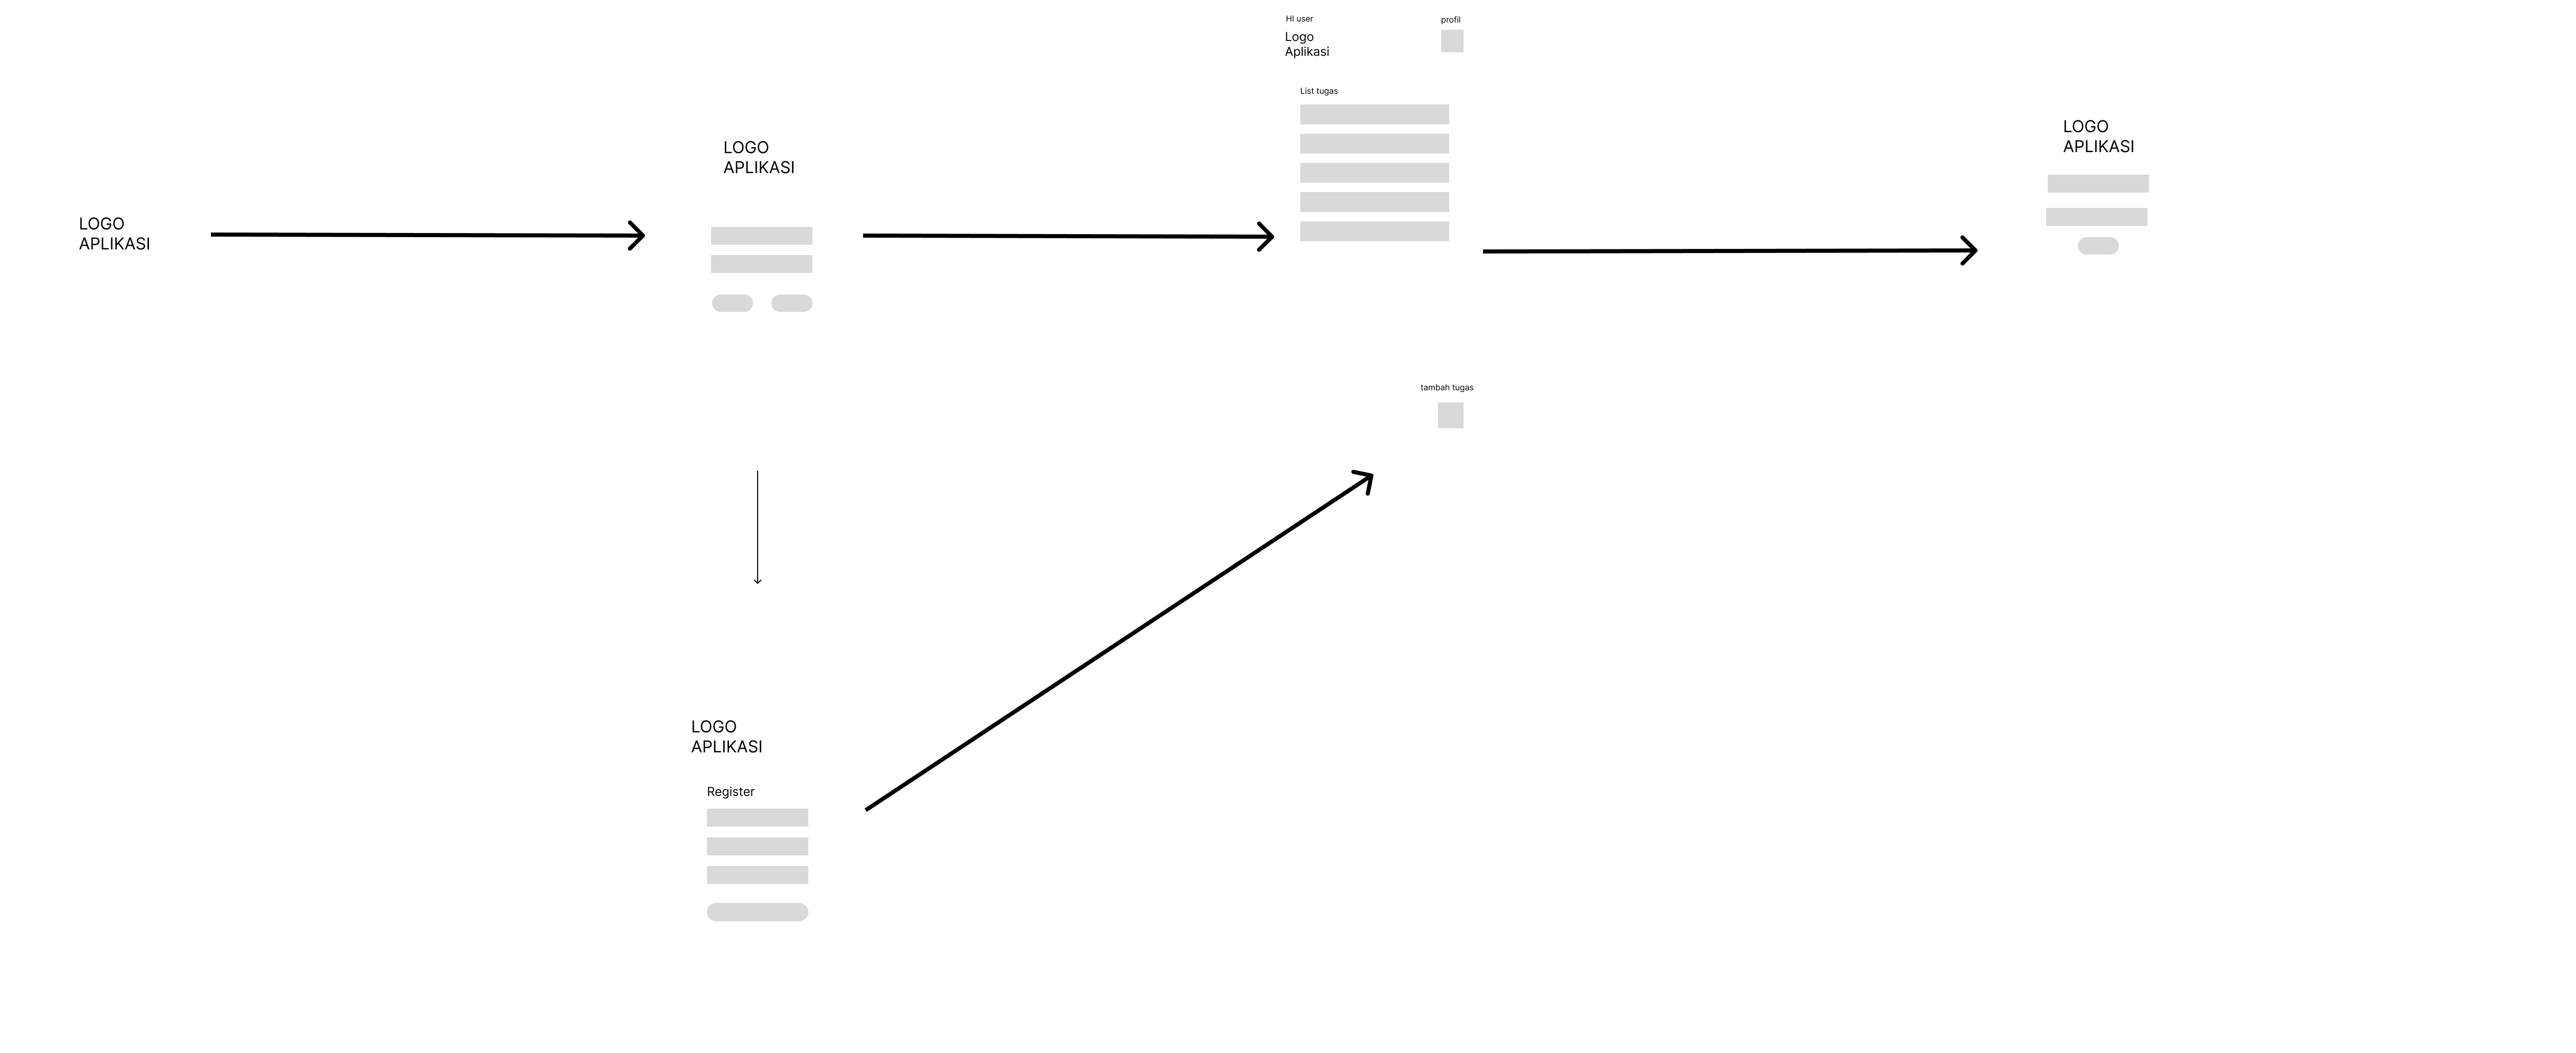 LOGO
APLIKASI
LOGO
APLIKASI
HI user
profil
Logo
Aplikasi
List tugas
tambah tugas
LOGO
APLIKASI
LOGO
APLIKASI
Register